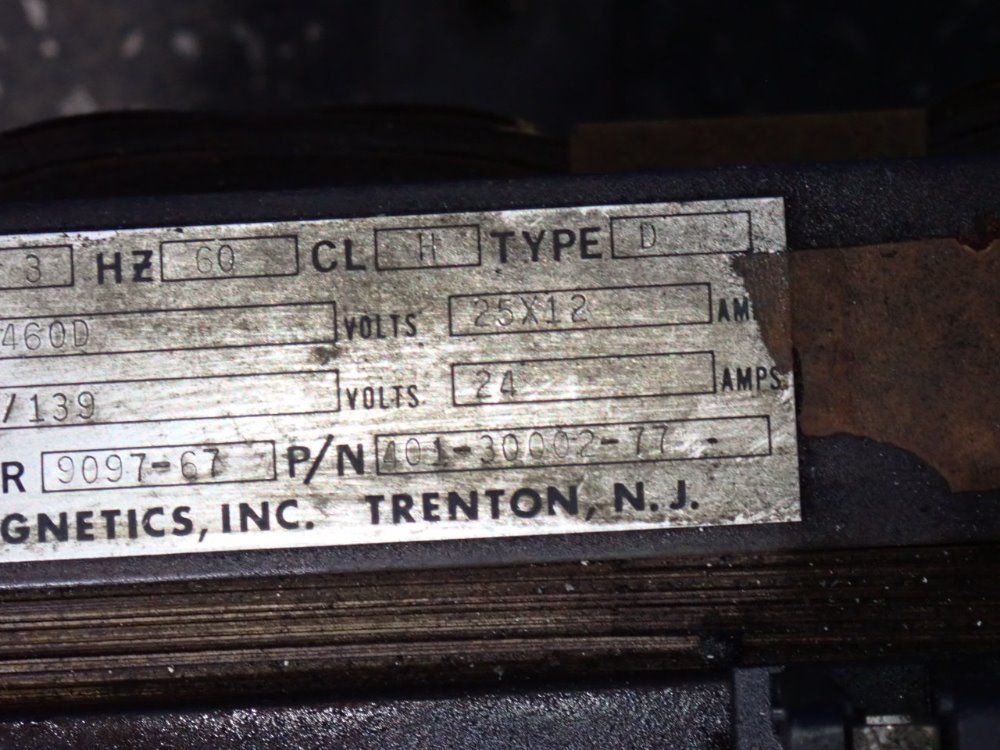 3 HZ 60 CL H TYPE D
460D VOLTS 25X12 AM
/139 VOLTS 24 AMPS
R 9097-67 P/N 401-30002-77 -
GNETICS, INC. TRENTON, N. J.